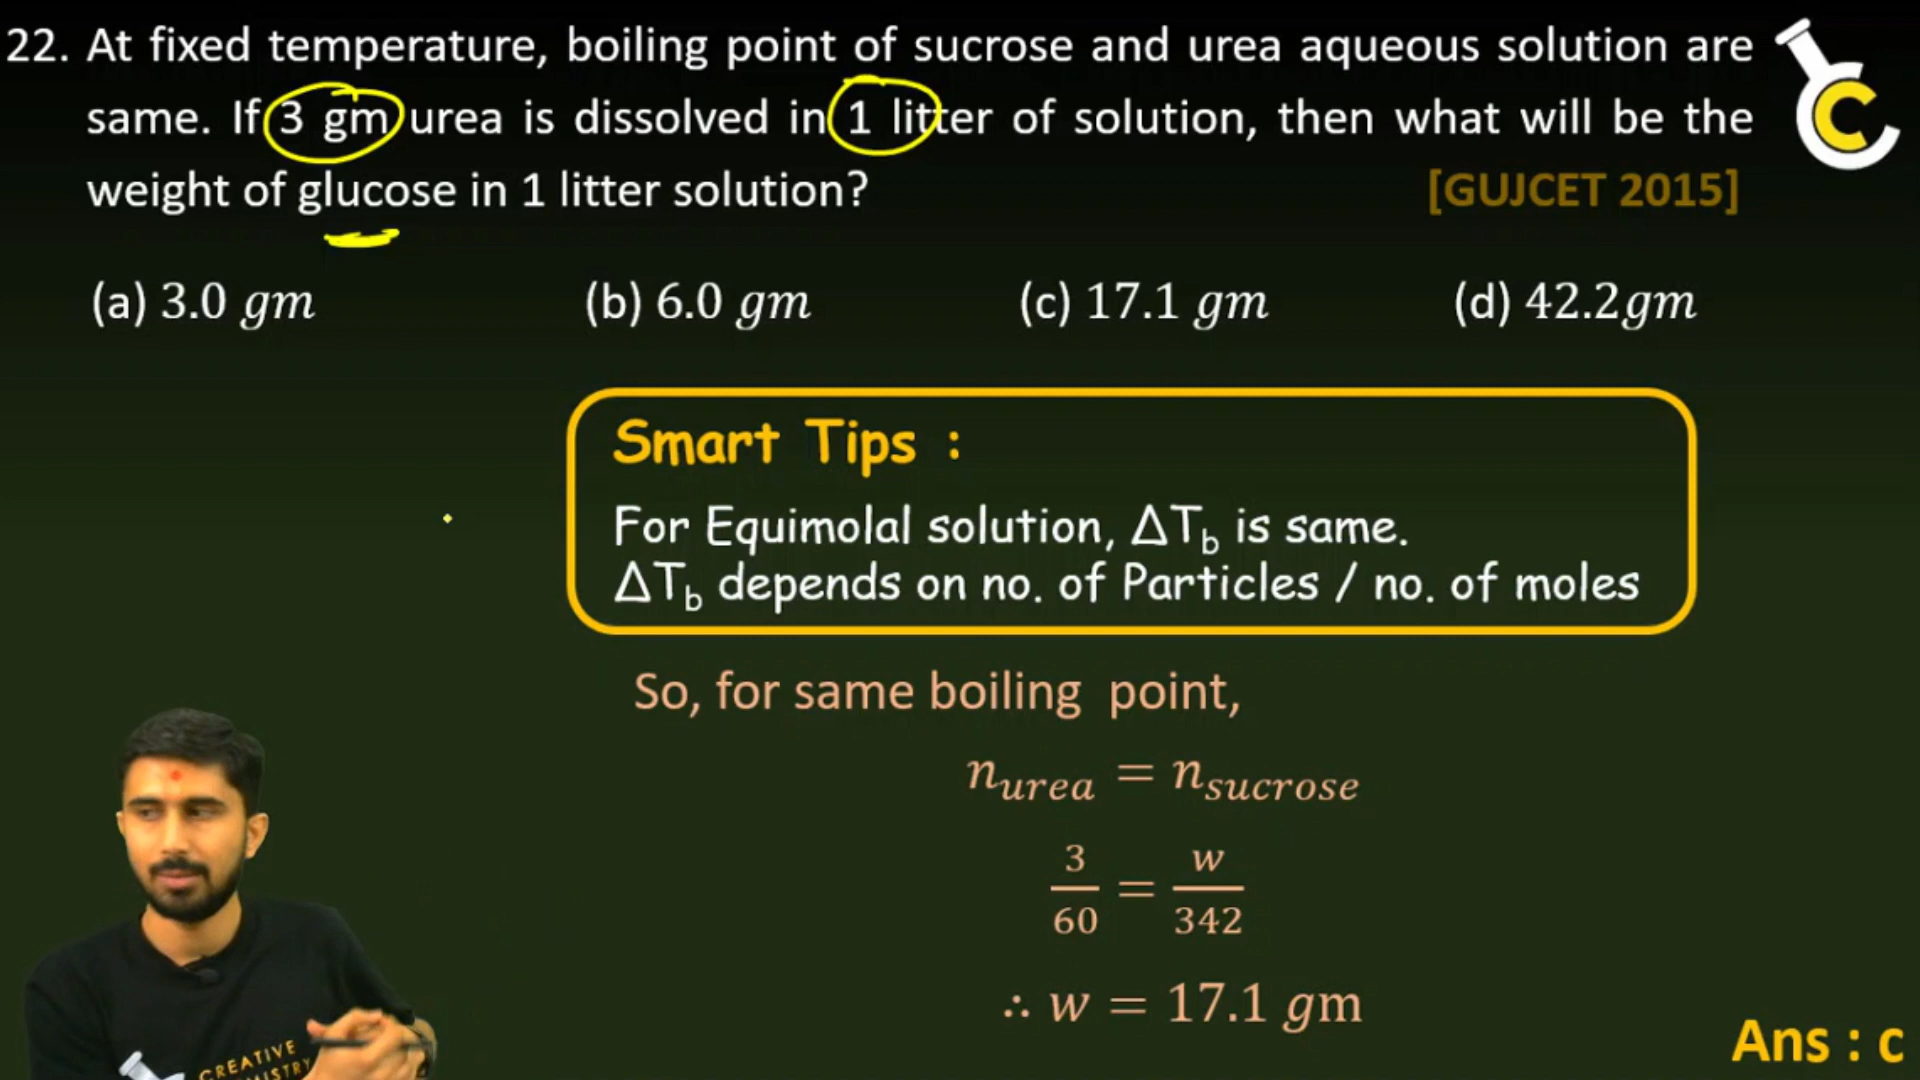 22. At fixed temperature, boiling point of sucrose and urea aqueous solution are
same. If 3 gm urea is dissolved in 1 litter of solution, then what will be the
weight of glucose in 1 litter solution?
[GUJCET 2015]
(a) 3.0 gm (b) 6.0 gm (c) 17.1 gm (d) 42.2gm
Smart Tips :
For Equimolal solution, ΔT_b is same.
ΔT_b depends on no. of Particles / no. of moles
So, for same boiling point,
n_urea = n_sucrose
3/60 = w/342
∴ w = 17.1 gm
Ans : c
CREATIVE